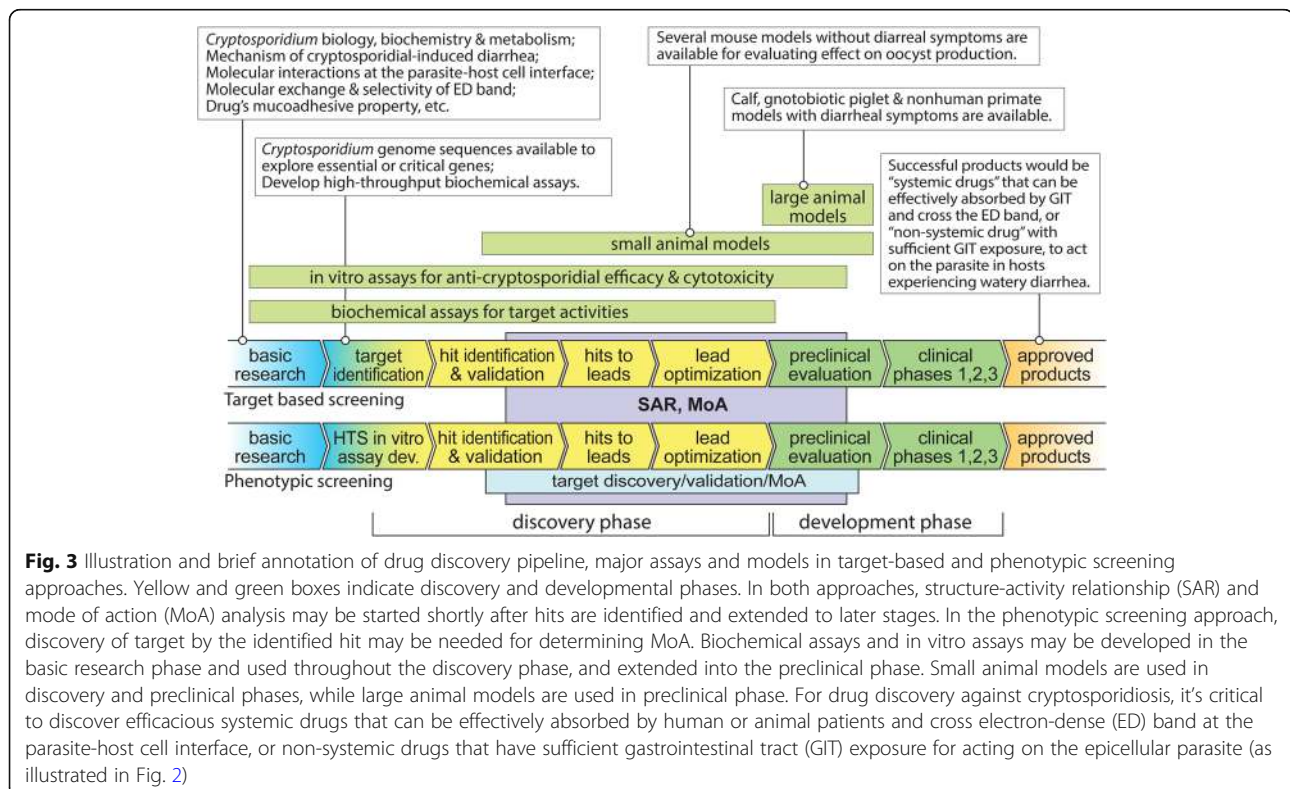 Cryptosporidium biology, biochemistry & metabolism;
Mechanism of cryptosporidial-induced diarrhea;
Molecular interactions at the parasite-host cell interface;
Molecular exchange & selectivity of ED band;
Drug's mucoadhesive property, etc.
Several mouse models without diarreal symptoms are
available for evaluating effect on oocyst production.
Calf, gnotobiotic piglet & nonhuman primate
models with diarrheal symptoms are available.
Cryptosporidium genome sequences available to
explore essential or critical genes;
Develop high-throughput biochemical assays.
Successful products would be
"systemic drugs" that can be
effectively absorbed by GIT
and cross the ED band, or
"non-systemic drug" with
sufficient GIT exposure, to act
on the parasite in hosts
experiencing watery diarrhea.
large animal
models
small animal models
in vitro assays for anti-cryptosporidial efficacy & cytotoxicity
biochemical assays for target activities
basic
research
target
identification
hit identification
& validation
hits to
leads
lead
optimization
preclinical
evaluation
clinical
phases 1,2,3
approved
products
Target based screening
SAR, MoA
basic
research
HTS in vitro
assay dev.
hit identification
& validation
hits to
leads
lead
optimization
preclinical
evaluation
clinical
phases 1,2,3
approved
products
Phenotypic screening
target discovery/validation/MoA
discovery phase
development phase
Fig. 3 Illustration and brief annotation of drug discovery pipeline, major assays and models in target-based and phenotypic screening
approaches. Yellow and green boxes indicate discovery and developmental phases. In both approaches, structure-activity relationship (SAR) and
mode of action (MoA) analysis may be started shortly after hits are identified and extended to later stages. In the phenotypic screening approach,
discovery of target by the identified hit may be needed for determining MoA. Biochemical assays and in vitro assays may be developed in the
basic research phase and used throughout the discovery phase, and extended into the preclinical phase. Small animal models are used in
discovery and preclinical phases, while large animal models are used in preclinical phase. For drug discovery against cryptosporidiosis, it's critical
to discover efficacious systemic drugs that can be effectively absorbed by human or animal patients and cross electron-dense (ED) band at the
parasite-host cell interface, or non-systemic drugs that have sufficient gastrointestinal tract (GIT) exposure for acting on the epicellular parasite (as
illustrated in Fig. 2)